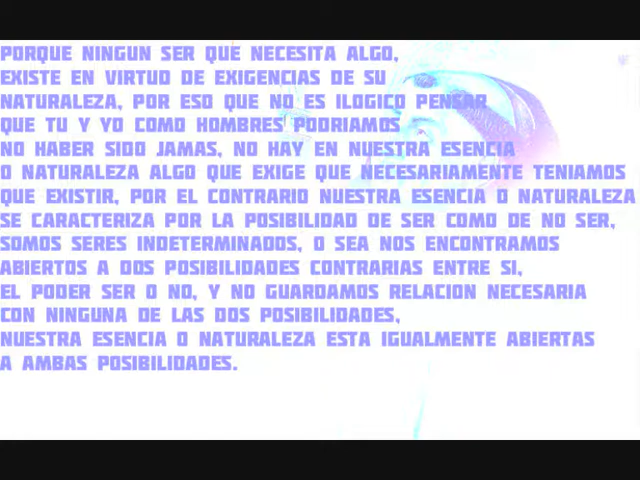 PORQUE NINGUN SER QUE NECESITA ALGO,
EXISTE EN VIRTUD DE EXIGENCIAS DE SU
NATURALEZA, POR ESO QUE NO ES ILOGICO PENSAR
QUE TU Y YO COMO HOMBRES PODRIAMOS
NO HABER SIDO JAMAS, NO HAY EN NUESTRA ESENCIA
O NATURALEZA ALGO QUE EXIGE QUE NECESARIAMENTE TENIAMOS
QUE EXISTIR, POR EL CONTRARIO NUESTRA ESENCIA O NATURALEZA
SE CARACTERIZA POR LA POSIBILIDAD DE SER COMO DE NO SER,
SOMOS SERES INDETERMINADOS, O SEA NOS ENCONTRAMOS
ABIERTOS A DOS POSIBILIDADES CONTRARIAS ENTRE SI,
EL PODER SER O NO, Y NO GUARDAMOS RELACION NECESARIA
CON NINGUNA DE LAS DOS POSIBILIDADES,
NUESTRA ESENCIA O NATURALEZA ESTA IGUALMENTE ABIERTAS
A AMBAS POSIBILIDADES.